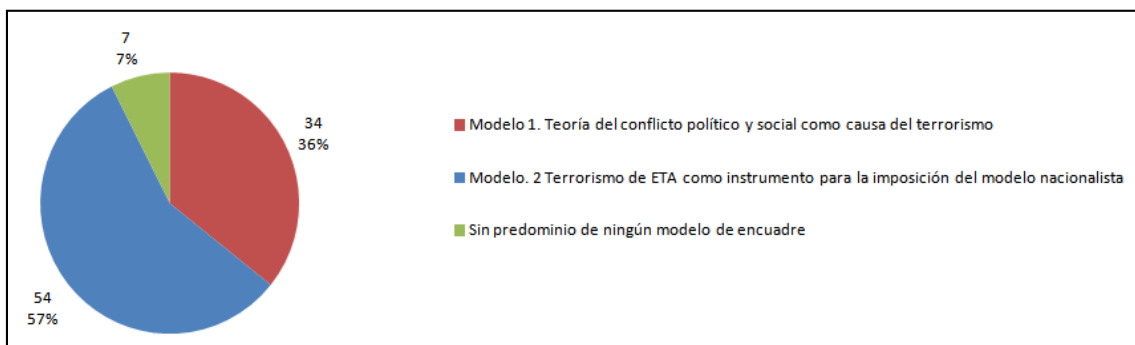 7
7%
34
36%
Modelo 1. Teoría del conflicto político y social como causa del terrorismo
Modelo. 2 Terrorismo de ETA como instrumento para la imposición del modelo nacionalista
Sin predominio de ningún modelo de encuadre
54
57%